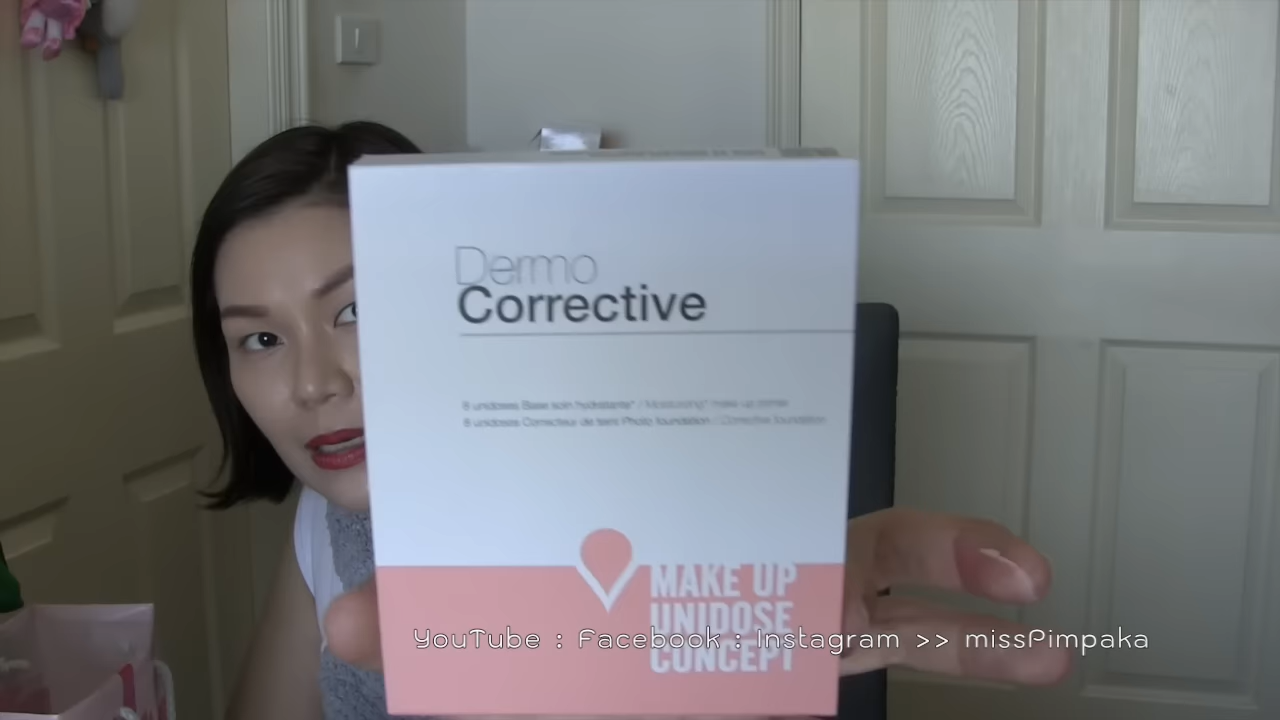 Dermo
Corrective
8 unidoses Base soin hydratante* / Moisturizing* make-up primer
8 unidoses Correcteur de teint Photo foundation / Corrective foundation
MAKE UP
UNIDOSE
CONCEPT
YouTube : Facebook : Instagram >> missPimpaka